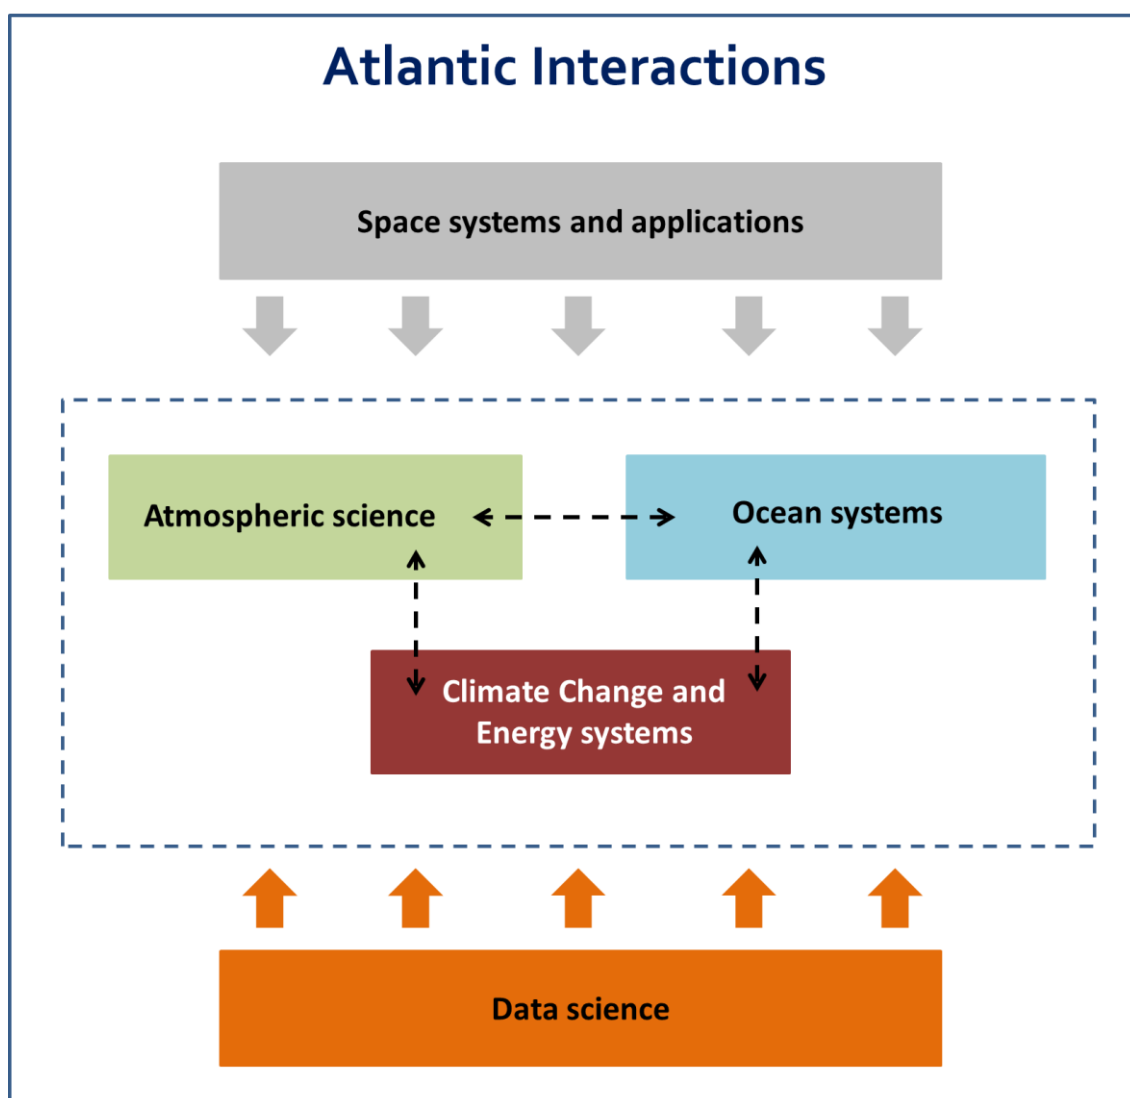 Atlantic Interactions
Space systems and applications
Atmospheric science
Ocean systems
Climate Change and
Energy systems
Data science